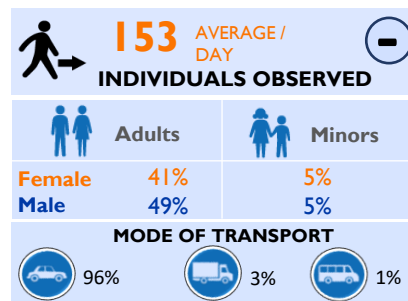 153 AVERAGE /
DAY
-
INDIVIDUALS OBSERVED
Adults Minors
Female 41% 5%
Male 49% 5%
MODE OF TRANSPORT
96% 3% 1%